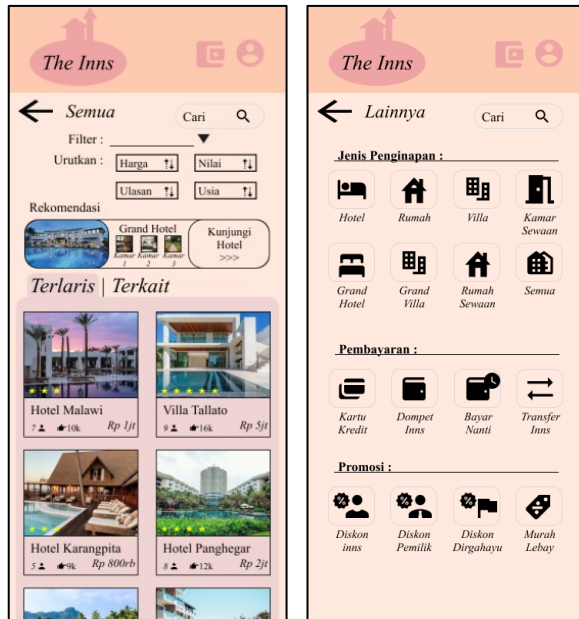 The Inns
Semua
Cari
Filter :
Urutkan :
Harga
Nilai
Ulasan
Usia
Rekomendasi
Grand Hotel
Kamar 1
Kamar 2
Kamar 3
Kunjungi
Hotel
>>>
Terlaris | Terkait
Hotel Malawi
7 10k Rp 1jt
Villa Tallato
9 16k Rp 5jt
Hotel Karangpita
5 9k Rp 800rb
Hotel Panghegar
8 12k Rp 2jt
The Inns
Lainnya
Cari
Jenis Penginapan :
Hotel
Rumah
Villa
Kamar
Sewaan
Grand
Hotel
Grand
Villa
Rumah
Sewaan
Semua
Pembayaran :
Kartu
Kredit
Dompet
Inns
Bayar
Nanti
Transfer
Inns
Promosi :
Diskon
inns
Diskon
Pemilik
Diskon
Dirgahayu
Murah
Lebay